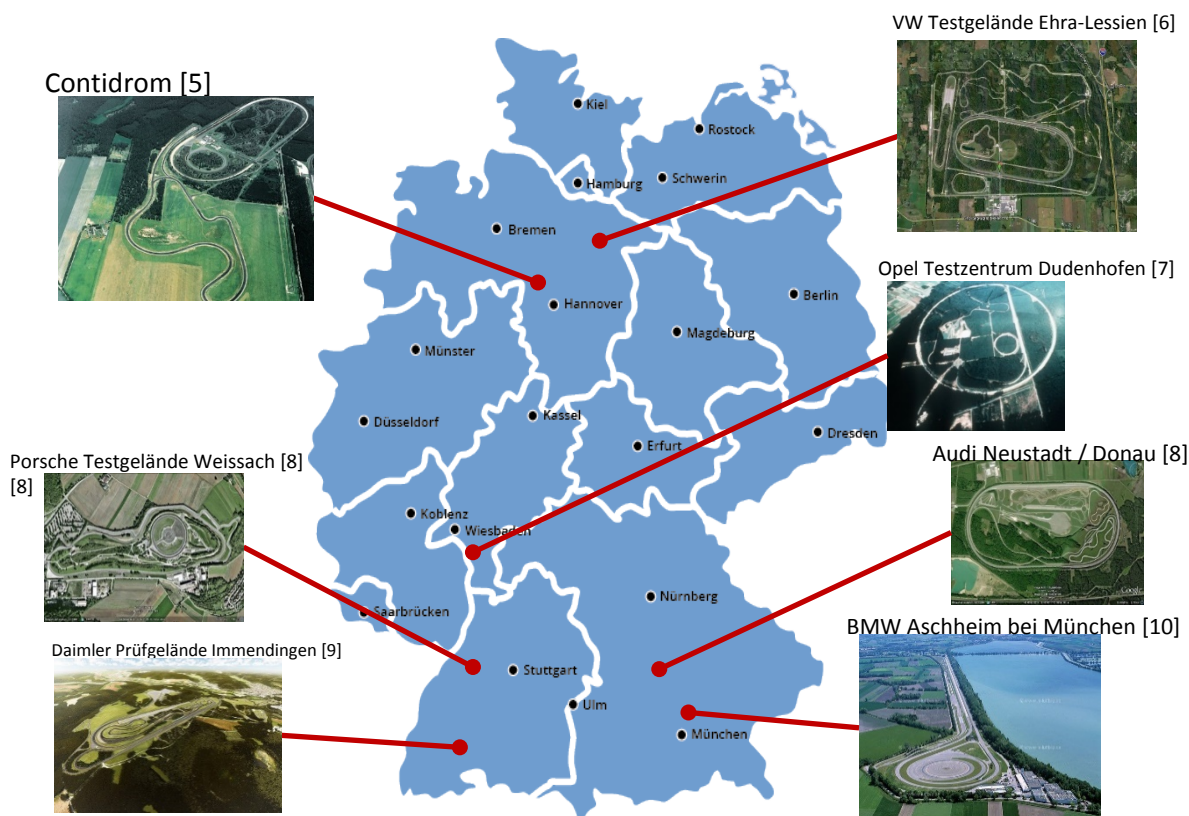 VW Testgelände Ehra-Lessien [6]
Contidrom [5]
Kiel
Rostock
Hamburg
Schwerin
Bremen
Opel Testzentrum Dudenhofen [7]
Berlin
Hannover
Magdeburg
Münster
Kassel
Düsseldorf
Dresden
Erfurt
Audi Neustadt / Donau [8]
Porsche Testgelände Weissach [8]
[8]
Koblenz
Wiesbaden
Google
Nürnberg
Saarbrücken
BMW Aschheim bei München [10]
Daimler Prüfgelände Immendingen [9]
Stuttgart
Ulm
München